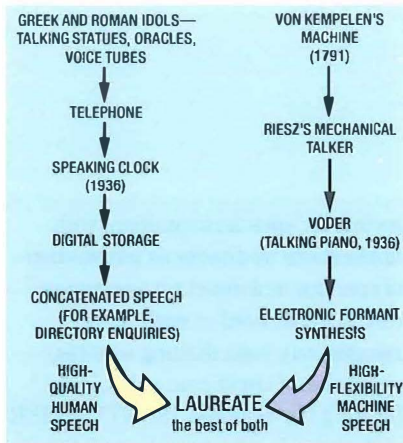 GREEK AND ROMAN IDOLS—
TALKING STATUES, ORACLES,
VOICE TUBES
TELEPHONE
SPEAKING CLOCK
(1936)
DIGITAL STORAGE
CONCATENATED SPEECH
(FOR EXAMPLE,
DIRECTORY ENQUIRIES)
HIGH-
QUALITY
HUMAN
SPEECH
VON KEMPELEN'S
MACHINE
(1791)
RIESZ'S MECHANICAL
TALKER
VODER
(TALKING PIANO, 1936)
ELECTRONIC FORMANT
SYNTHESIS
HIGH-
FLEXIBILITY
MACHINE
SPEECH
LAUREATE
the best of both